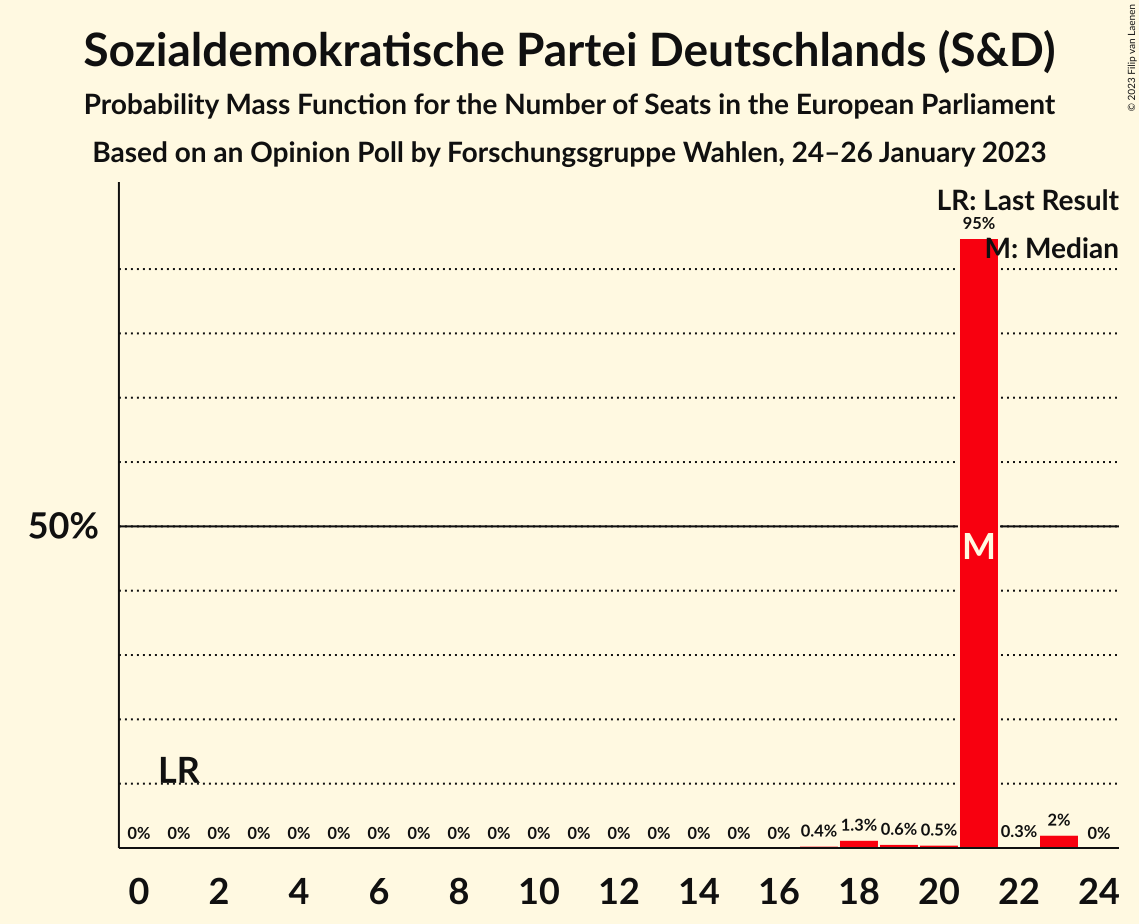 Sozialdemokratische Partei Deutschlands (S&D)
Probability Mass Function for the Number of Seats in the European Parliament
Based on an Opinion Poll by Forschungsgruppe Wahlen, 24–26 January 2023
© 2023 Filip van Laenen
LR: Last Result
95%
M: Median
50%
M
LR
0% 0% 0% 0% 0% 0% 0% 0% 0% 0% 0% 0% 0% 0% 0% 0% 0% 0.4% 1.3% 0.6% 0.5% 0.3% 2% 0%
0 2 4 6 8 10 12 14 16 18 20 22 24